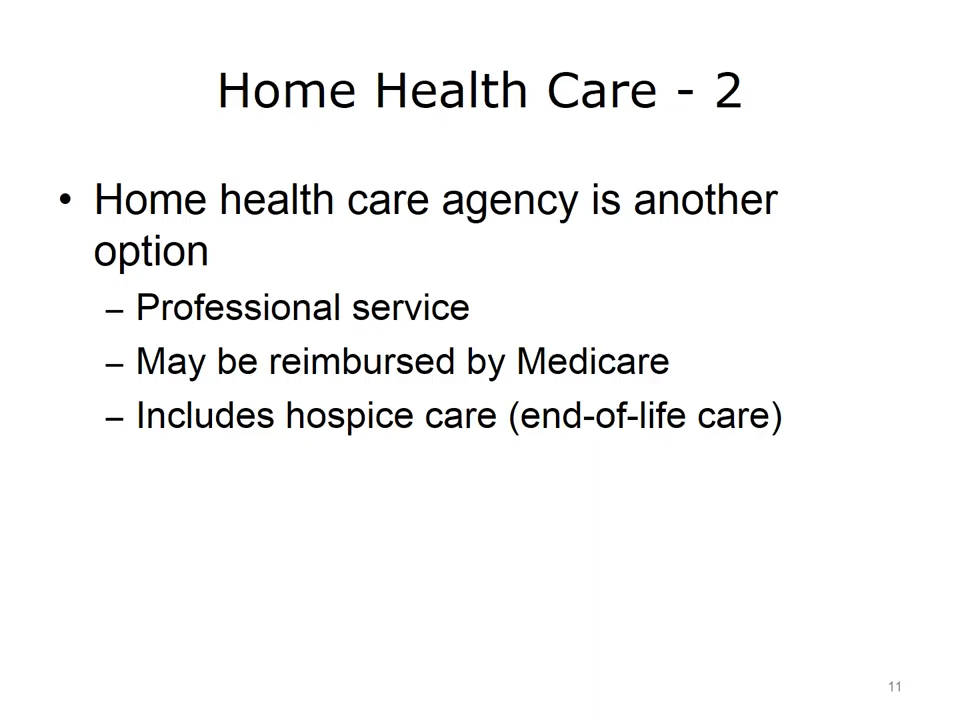 Home Health Care - 2
• Home health care agency is another
option
– Professional service
– May be reimbursed by Medicare
– Includes hospice care (end-of-life care)
11